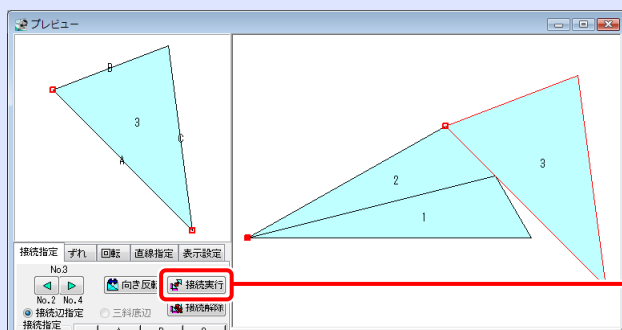 プレビュー
B
3
C
A
2
1
3
接続指定 ずれ 回転 直線指定 表示設定
No.3
向き反転 接続実行
No.2 No.4
接続辺指定 三斜底辺 接続解除
接続指定